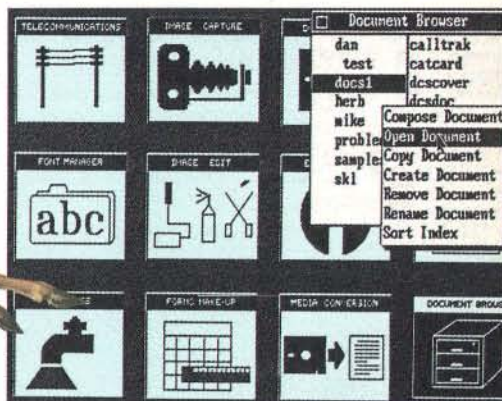 TELECOMMUNICATIONS
IMAGE CAPTURE
Document Browser
dan
test
docs1
herb
mike
sample
skl
calltrak
catcard
dcscover
dcsdoc
Compose Document
Open Document
Copy Document
Create Document
Remove Document
Rename Document
Sort Index
FONT MANAGER
abc
IMAGE EDIT
FORMS MAKE-UP
MEDIA CONVERSION
DOCUMENT